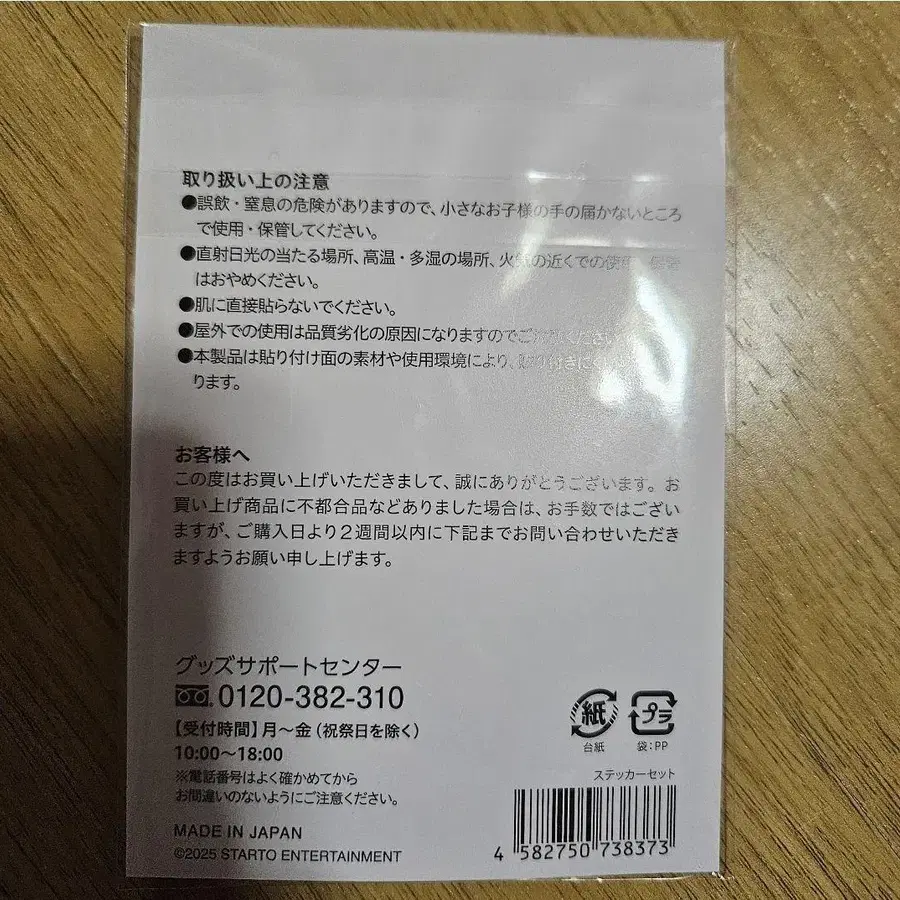 取り扱い上の注意
●誤飲・窒息の危険がありますので、小さなお子様の手の届かないところ
で使用・保管してください。
●直射日光の当たる場所、高温・多湿の場所、火気の近くでの使用・保管
はおやめください。
●肌に直接貼らないでください。
●屋外での使用は品質劣化の原因になりますのでご
●本製品は貼り付け面の素材や使用環境により、
ります。
お客様へ
この度はお買い上げいただきまして、誠にありがとうございます。お
買い上げ商品に不都合品などありました場合は、お手数ではござい
ますが、ご購入日より2週間以内に下記までお問い合わせいただき
ますようお願い申し上げます。
グッズサポートセンター
0120-382-310
【受付時間】月～金（祝祭日を除く）
10:00～18:00
※電話番号はよく確かめてから
お間違いのないようにご注意ください。
MADE IN JAPAN
©2025 STARTO ENTERTAINMENT
紙
台紙
プラ
袋：PP
ステッカーセット
4 582750 738373